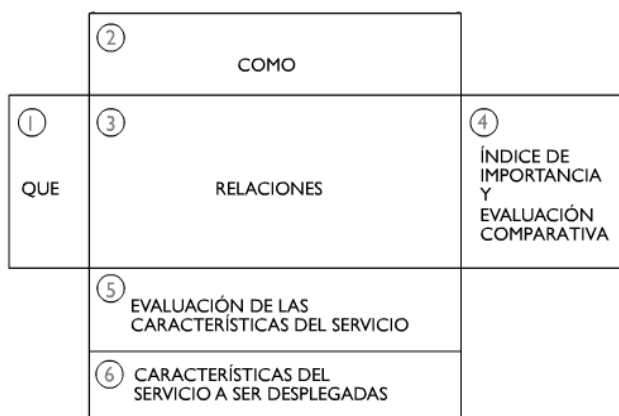 2
COMO
1
QUE
3
RELACIONES
4
ÍNDICE DE
IMPORTANCIA
Y
EVALUACIÓN
COMPARATIVA
5
EVALUACIÓN DE LAS
CARACTERÍSTICAS DEL SERVICIO
6
CARACTERÍSTICAS DEL
SERVICIO A SER DESPLEGADAS